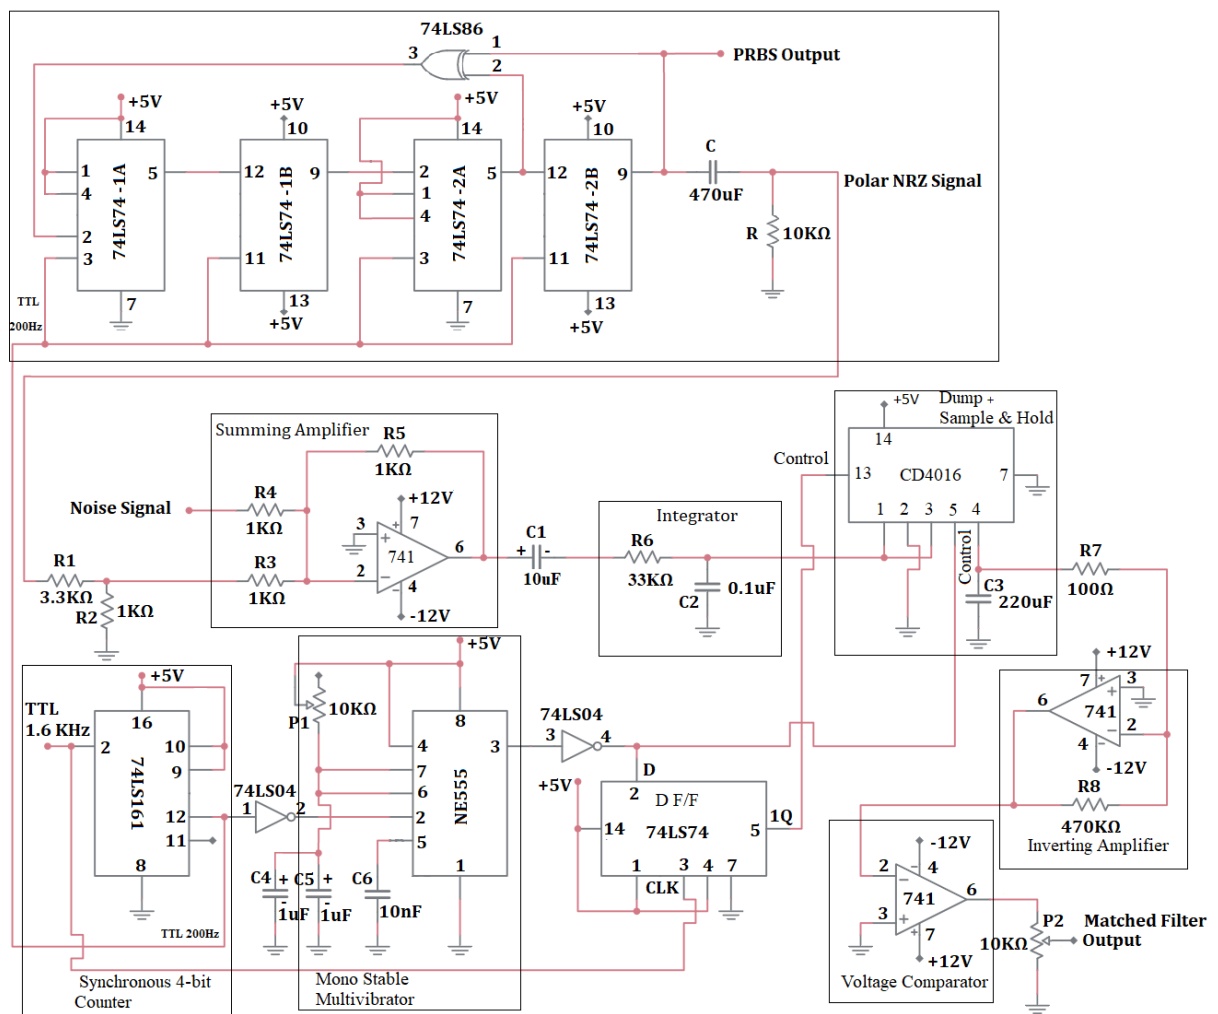 74LS86
3
1
2
PRBS Output
+5V
14
1
4
2
3
5
7
74LS74 -1A
+5V
10
12
11
9
13
+5V
74LS74 -1B
+5V
14
2
1
4
3
5
7
74LS74 -2A
+5V
10
12
11
9
13
+5V
74LS74 -2B
C
470uF
Polar NRZ Signal
R
10KΩ
TTL
200Hz
Summing Amplifier
R5
1KΩ
Noise Signal
R4
1KΩ
R3
1KΩ
R1
3.3KΩ
R2
1KΩ
+12V
3
7
741
6
2
4
-12V
C1
+ -
10uF
Integrator
R6
33KΩ
C2
0.1uF
Dump +
Sample & Hold
+5V
14
Control
13
CD4016
7
1 2 3 5 4
Control
C3
220uF
R7
100Ω
+12V
7
3
6
741
2
4
-12V
R8
470KΩ
Inverting Amplifier
+5V
TTL
1.6 KHz
16
2
10
9
12
11
8
74LS161
74LS04
1 2
TTL 200Hz
Synchronous 4-bit
Counter
+5V
P1
10KΩ
8
4
7
6
2
5
3
1
NE555
C4
+
-
1uF
C5
+
-
1uF
C6
10nF
Mono Stable
Multivibrator
74LS04
3 4
+5V
D
2
D F/F
74LS74
14
5
1Q
1 3 4 7
CLK
-12V
2
4
741
6
3
7
+12V
Voltage Comparator
P2
10KΩ
Matched Filter
Output